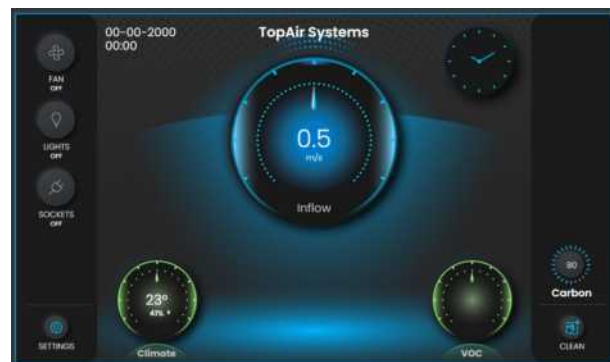 00-00-2000
00:00
TopAir Systems
FAN
OFF
LIGHTS
OFF
SOCKETS
OFF
SETTINGS
0.5
m/s
Inflow
23°
Climate
VOC
80
Carbon
CLEAN